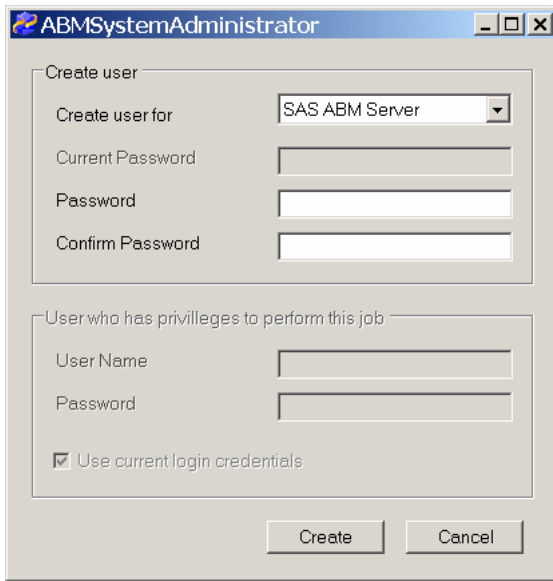 ABMSystemAdministrator
Create user
Create user for SAS ABM Server
Current Password
Password
Confirm Password
User who has privilleges to perform this job
User Name
Password
Use current login credentials
Create Cancel